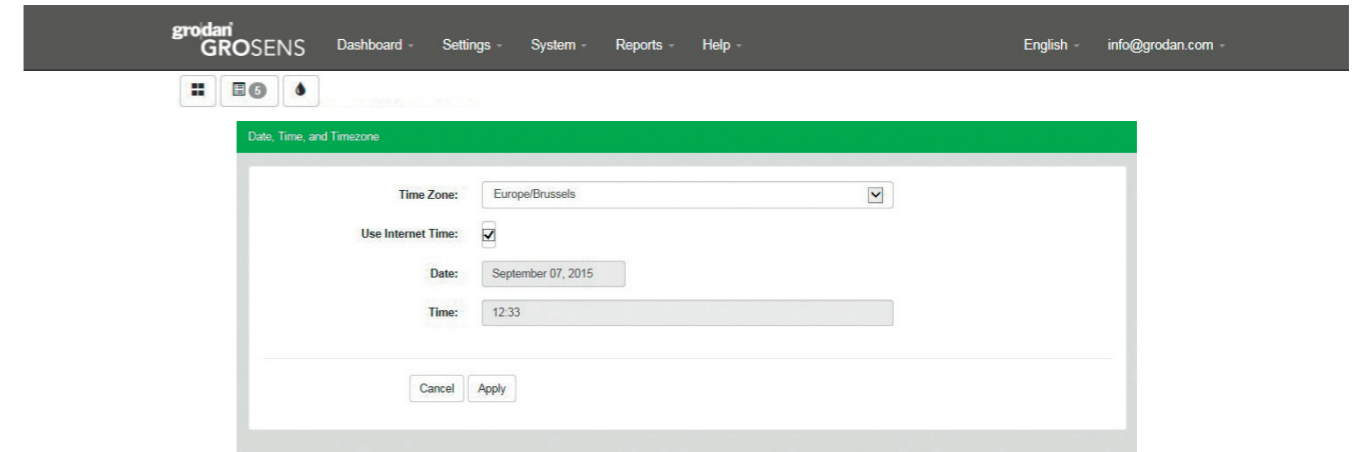 grodan
GROSENS Dashboard Settings System Reports Help English info@grodan.com
5
Date, Time, and Timezone
Time Zone: Europe/Brussels
Use Internet Time:
Date: September 07, 2015
Time: 12:33
Cancel Apply